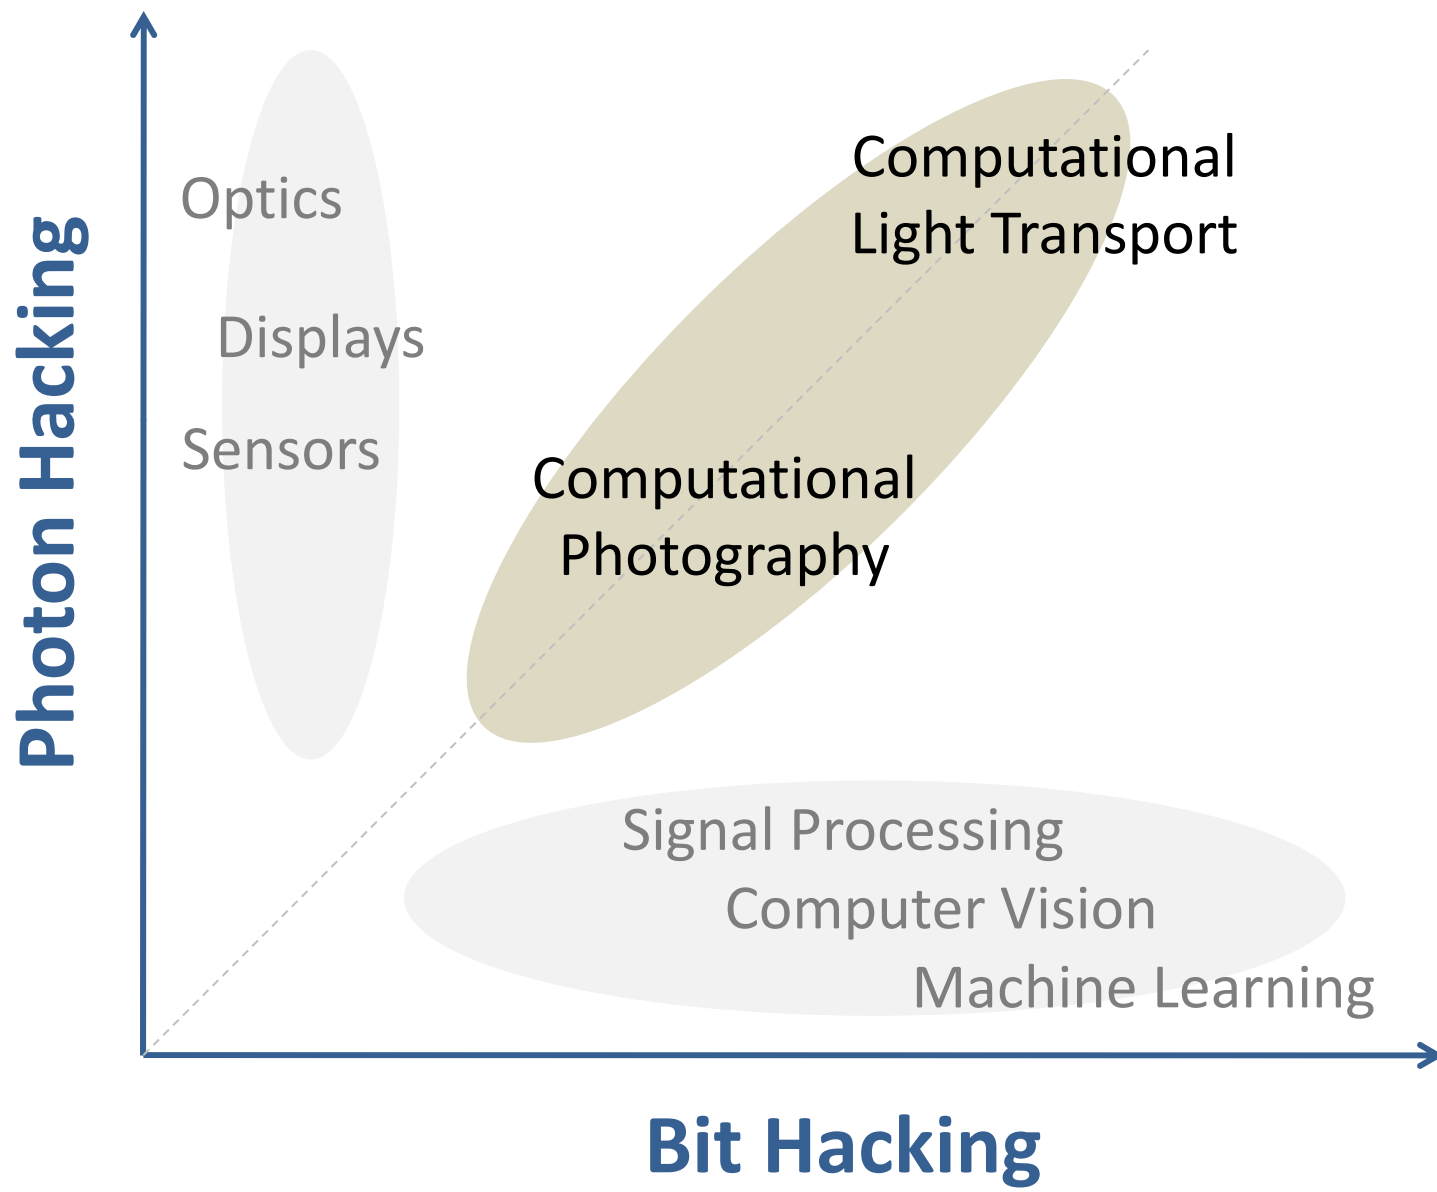 Photon Hacking
Optics
Displays
Sensors
Computational
Light Transport
Computational
Photography
Signal Processing
Computer Vision
Machine Learning
Bit Hacking